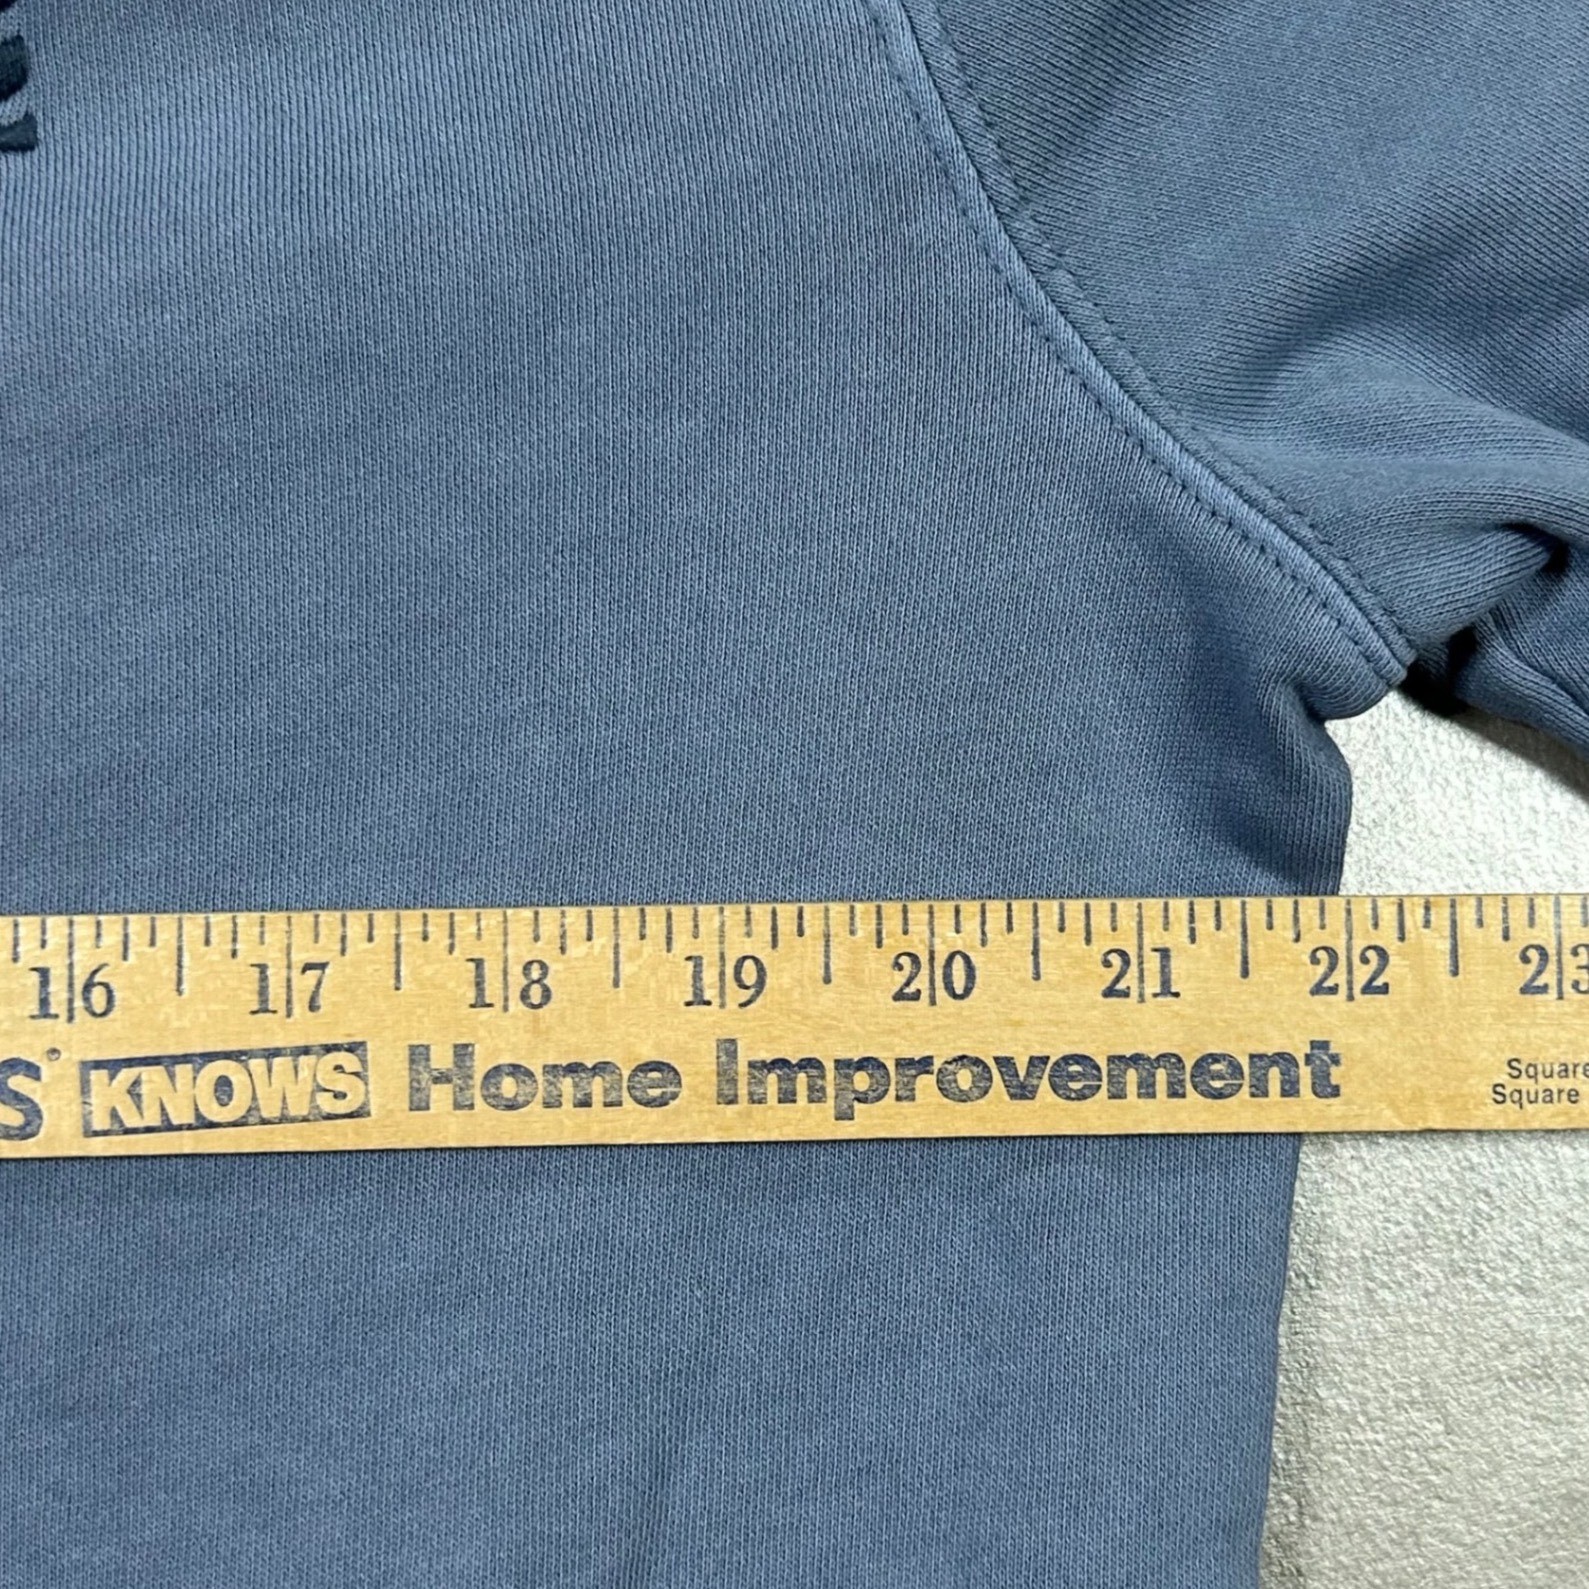 16 17 18 19 20 21 22 23
S® KNOWS Home Improvement
Square
Square